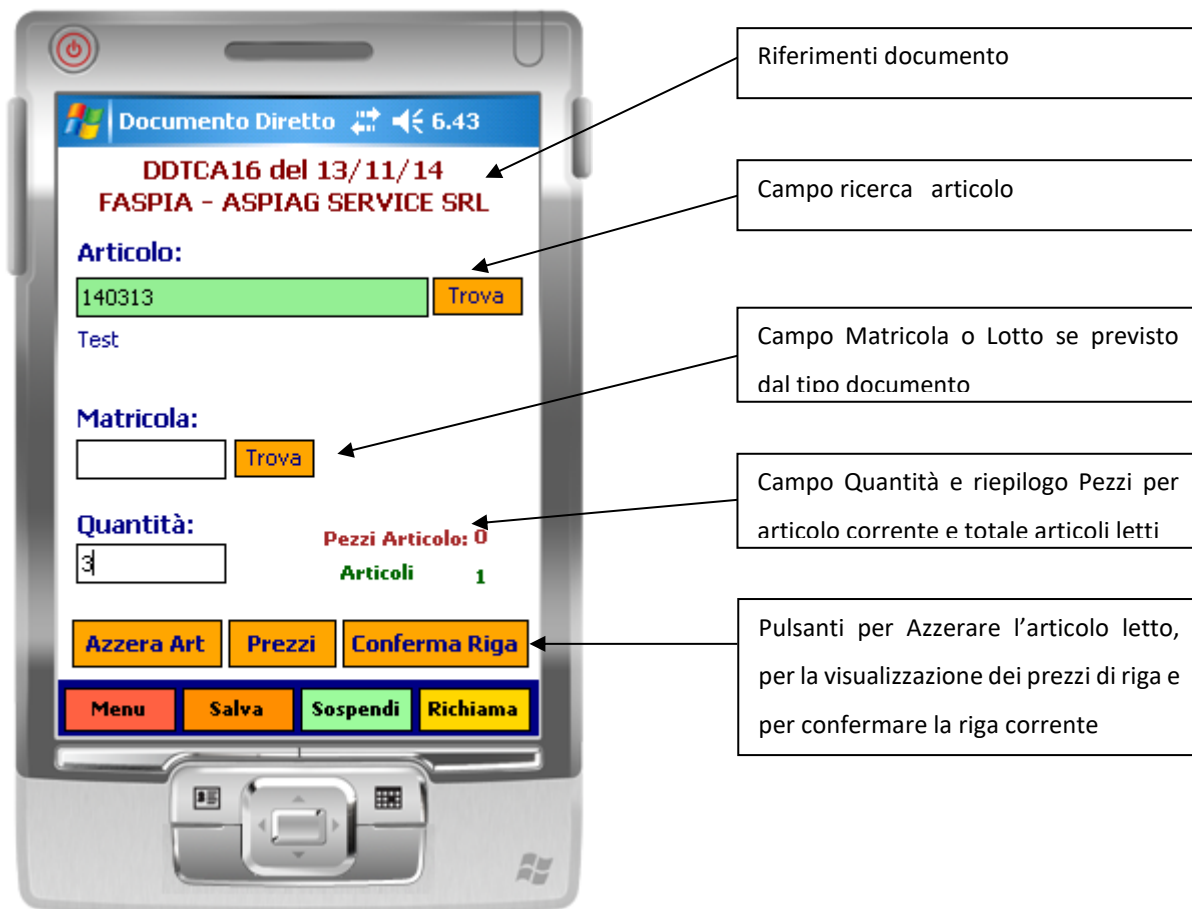 Documento Diretto 6.43
DDTCA16 del 13/11/14
FASPIA - ASPIAG SERVICE SRL
Articolo:
140313 Trova
Test
Matricola:
Trova
Quantità:
3
Pezzi Articolo: 0
Articoli 1
Azzera Art Prezzi Conferma Riga
Menu Salva Sospendi Richiama
Riferimenti documento
Campo ricerca articolo
Campo Matricola o Lotto se previsto
dal tipo documento
Campo Quantità e riepilogo Pezzi per
articolo corrente e totale articoli letti
Pulsanti per Azzerare l’articolo letto,
per la visualizzazione dei prezzi di riga e
per confermare la riga corrente